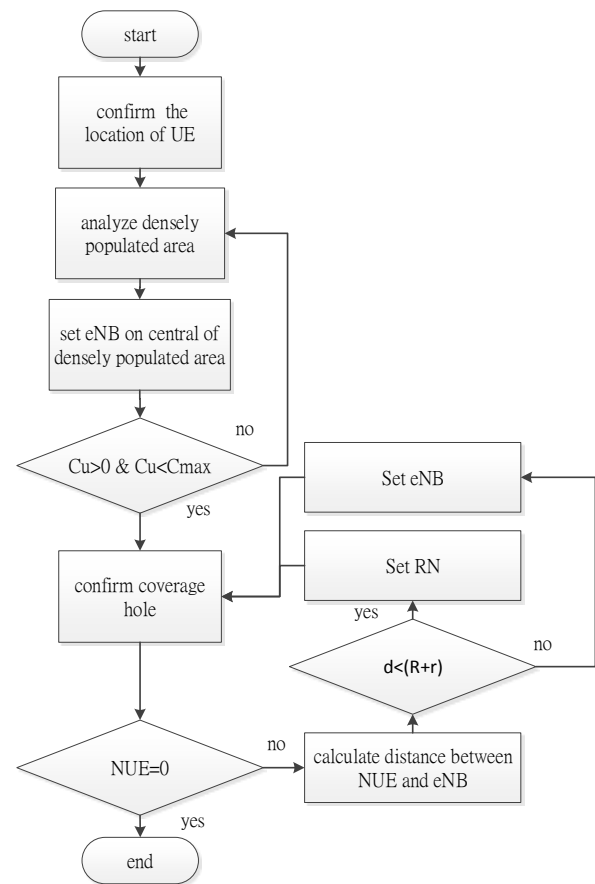 start
confirm the
location of UE
analyze densely
populated area
set eNB on central of
densely populated area
no
Cu>0 & Cu<Cmax
yes
Set eNB
Set RN
confirm coverage
hole
yes
no
d<(R+r)
no
NUE=0
calculate distance between
NUE and eNB
yes
end